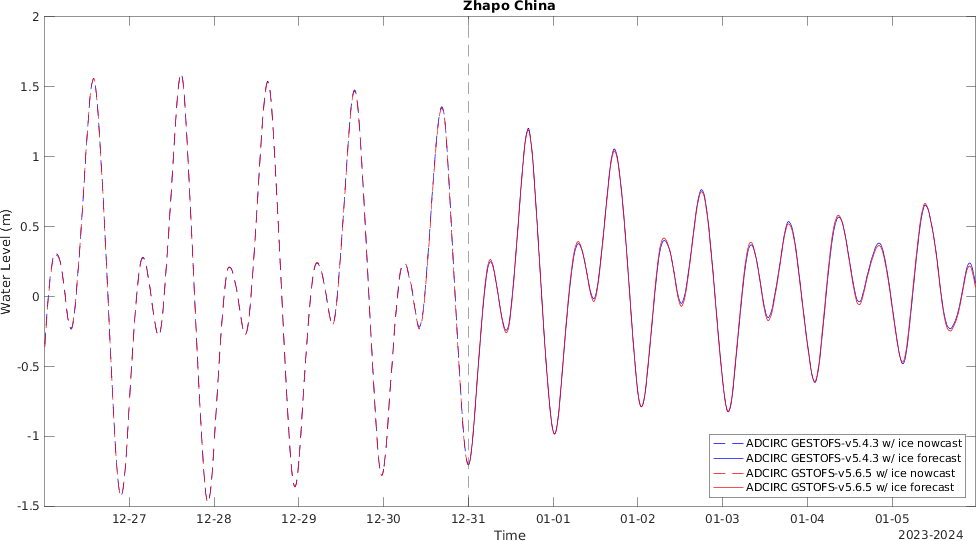 Zhapo China
2
1.5
1
0.5
0
-0.5
-1
-1.5
Water Level (m)
12-27
12-28
12-29
12-30
12-31
01-01
01-02
01-03
01-04
01-05
Time
2023-2024
ADCIRC GESTOFS-v5.4.3 w/ ice nowcast
ADCIRC GESTOFS-v5.4.3 w/ ice forecast
ADCIRC GSTOFS-v5.6.5 w/ ice nowcast
ADCIRC GSTOFS-v5.6.5 w/ ice forecast